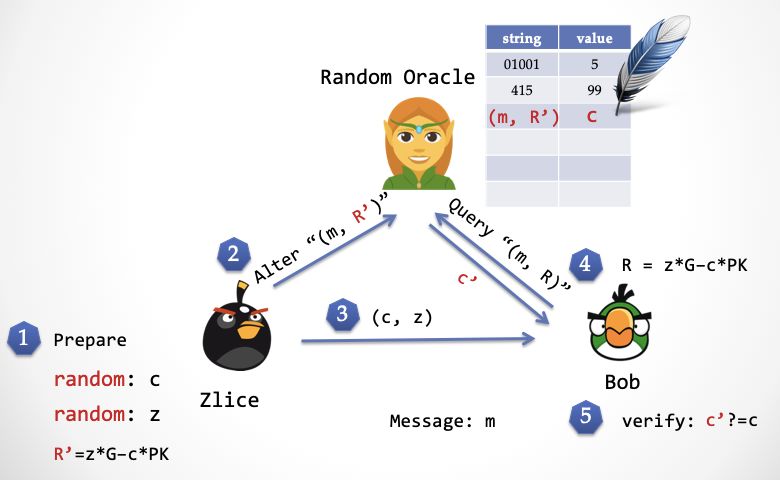 string value
01001 5
415 99
(m, R’) c
Random Oracle
2
Alter “(m, R’)”
Query “(m, R)”
c’
4
R = z*G−c*PK
1
Prepare
random: c
random: z
R’=z*G−c*PK
3
(c, z)
Zlice
Bob
Message: m
5
verify: c’?=c